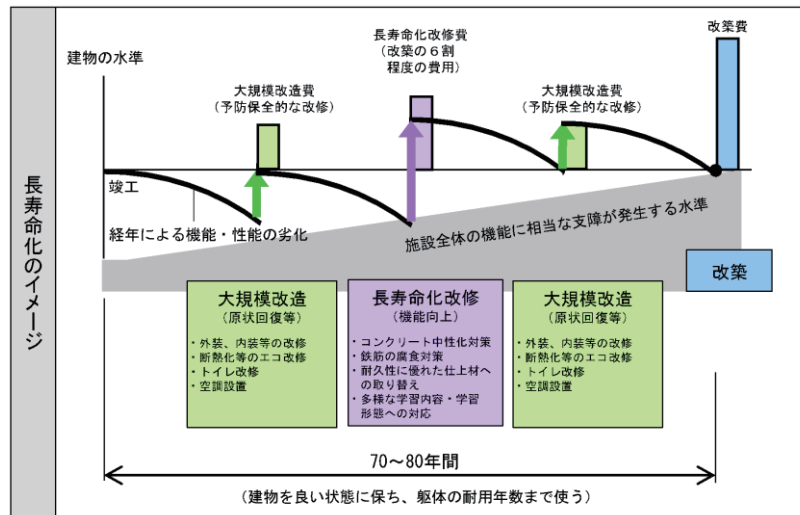 長寿命化のイメージ
建物の水準
大規模改造費
(予防保全的な改修)
長寿命化改修費
(改築の6割
程度の費用)
大規模改造費
(予防保全的な改修)
改築費
竣工
経年による機能・性能の劣化
施設全体の機能に相当な支障が発生する水準
大規模改造
(原状回復等)
・外装、内装等の改修
・断熱化等のエコ改修
・トイレ改修
・空調設置
長寿命化改修
(機能向上)
・コンクリート中性化対策
・鉄筋の腐食対策
・耐久性に優れた仕上材へ
の取り替え
・多様な学習内容・学習
形態への対応
大規模改造
(原状回復等)
・外装、内装等の改修
・断熱化等のエコ改修
・トイレ改修
・空調設置
改築
70~80年間
(建物を良い状態に保ち、躯体の耐用年数まで使う)